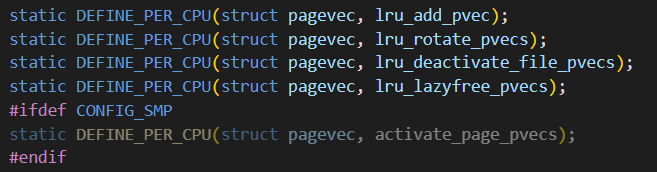 static DEFINE_PER_CPU(struct pagevec, lru_add_pvec);
static DEFINE_PER_CPU(struct pagevec, lru_rotate_pvecs);
static DEFINE_PER_CPU(struct pagevec, lru_deactivate_file_pvecs);
static DEFINE_PER_CPU(struct pagevec, lru_lazyfree_pvecs);
#ifdef CONFIG_SMP
static DEFINE_PER_CPU(struct pagevec, activate_page_pvecs);
#endif